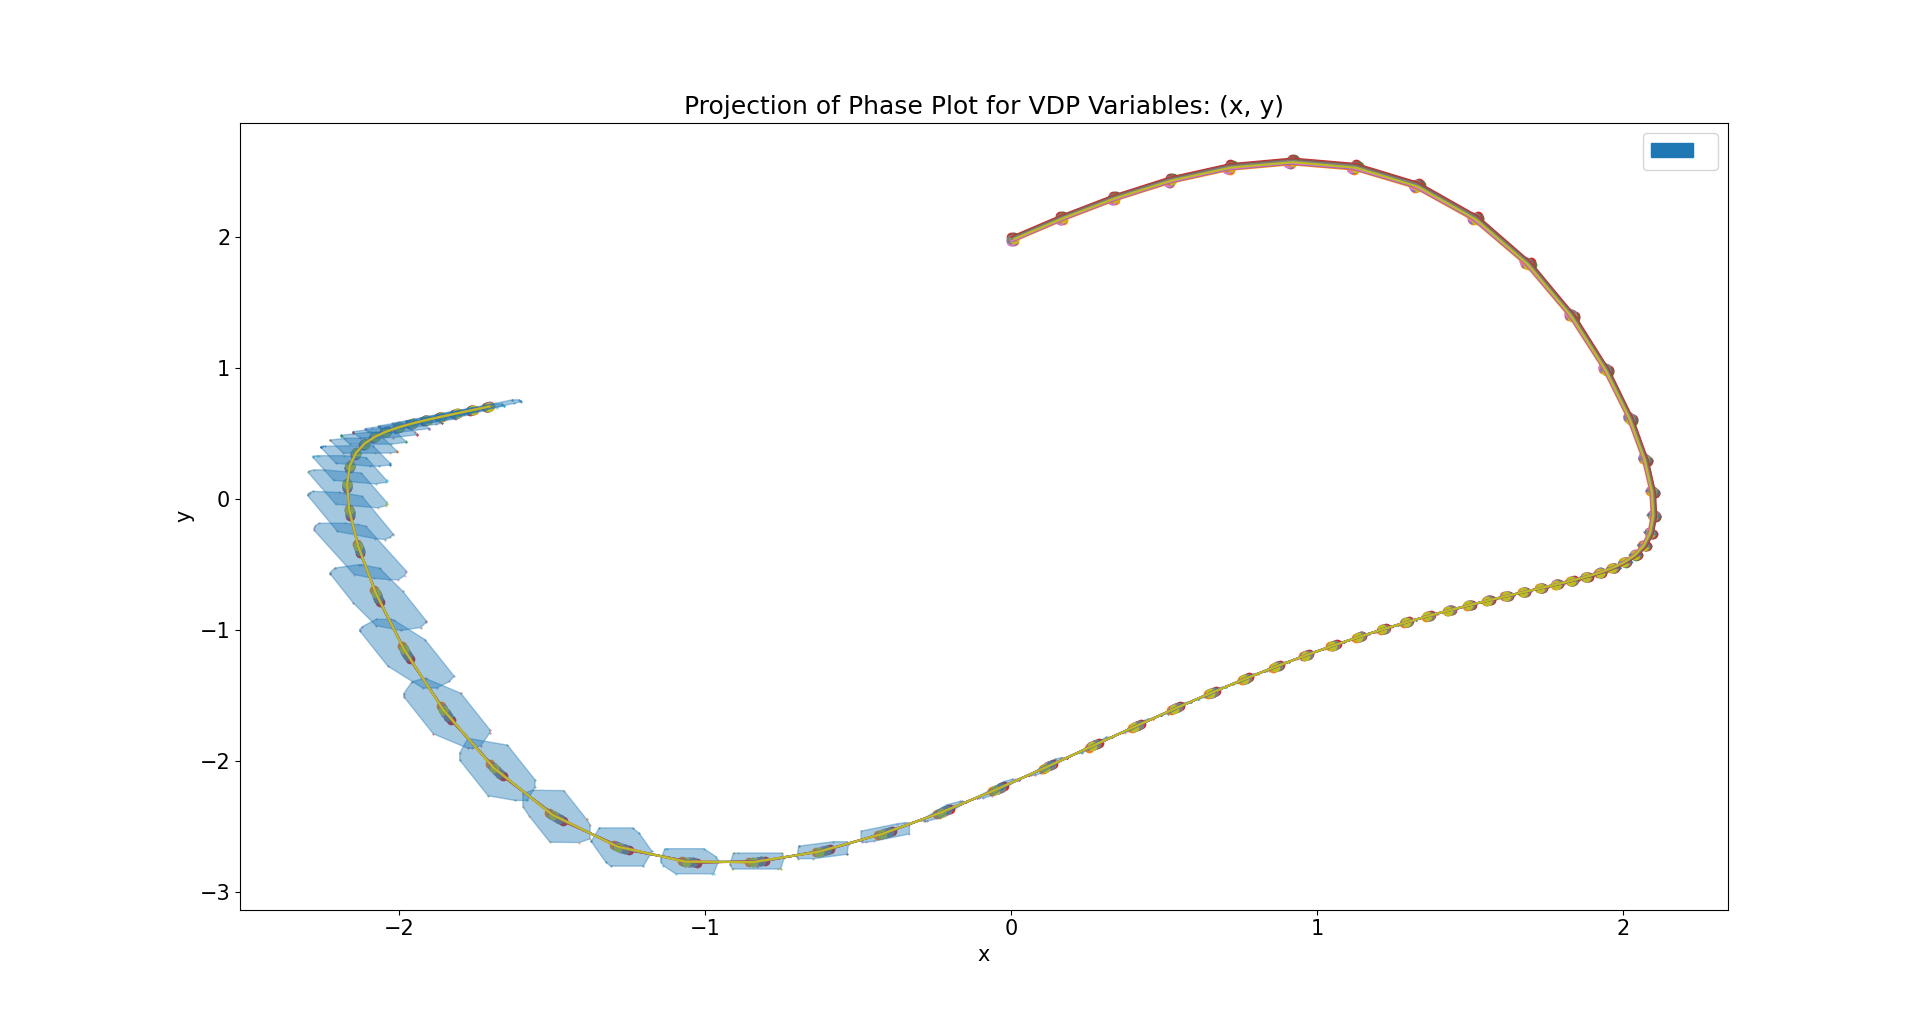 Projection of Phase Plot for VDP Variables: (x, y)
2
1
0
−1
−2
−3
y
−2 −1 0 1 2
x